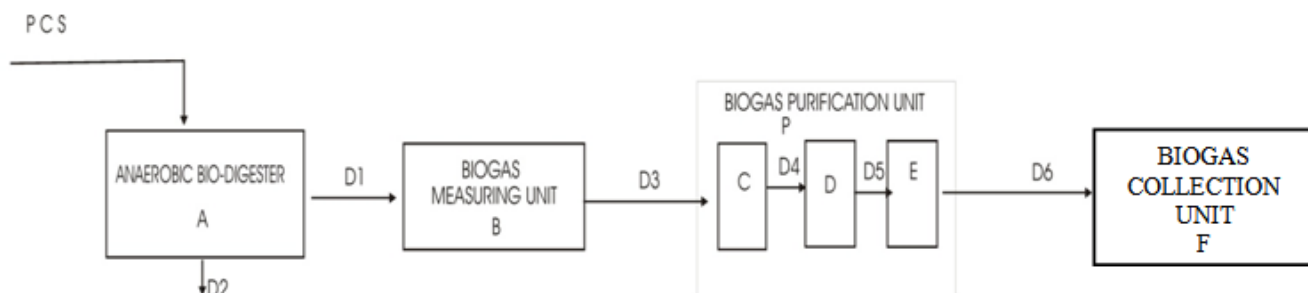 P C S
ANAEROBIC BIO-DIGESTER
A
D1
D2
BIOGAS
MEASURING UNIT
B
D3
BIOGAS PURIFICATION UNIT
P
C
D4
D
D5
E
D6
BIOGAS
COLLECTION
UNIT
F